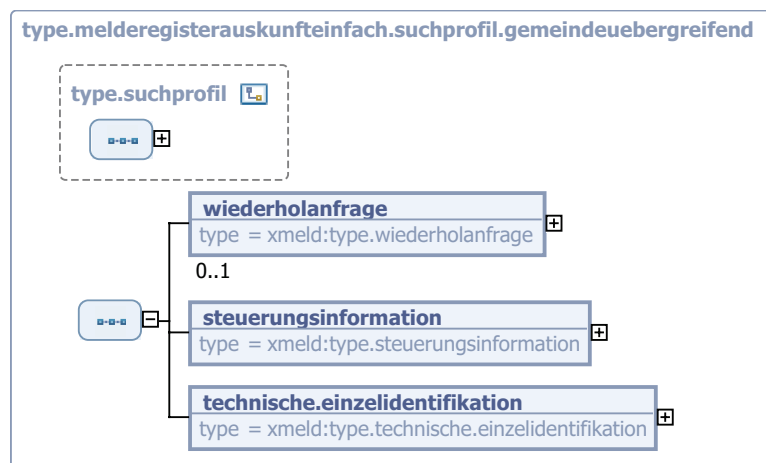 type.melderegisterauskunfteinfach.suchprofil.gemeindeuebergreifend
type.suchprofil
wiederholanfrage
type = xmeld:type.wiederholanfrage
0..1
steuerungsinformation
type = xmeld:type.steuerungsinformation
technische.einzelidentifikation
type = xmeld:type.technische.einzelidentifikation